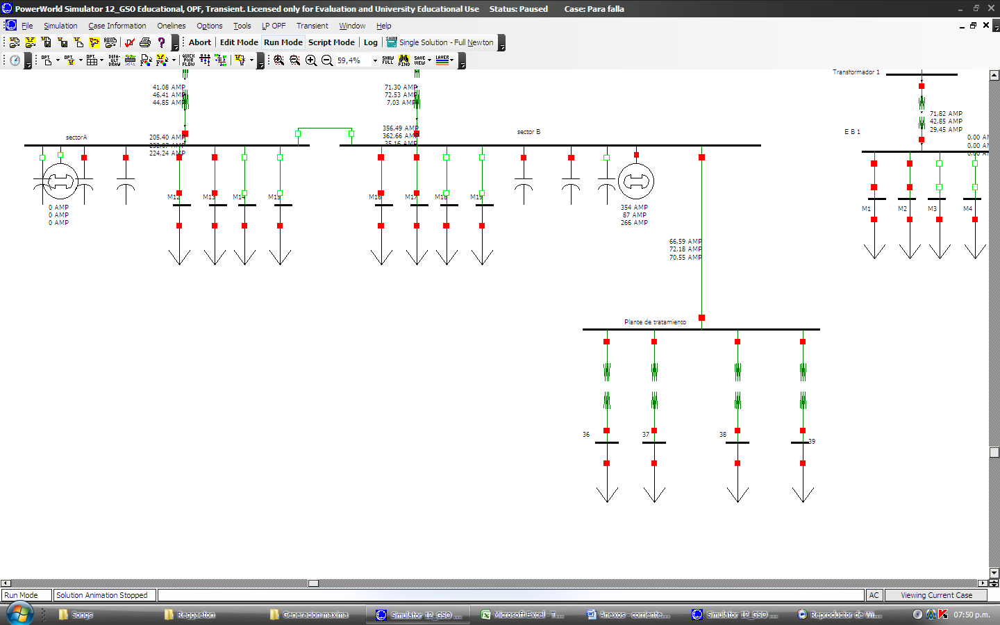 PowerWorld Simulator 12_GSO Educational, OPF, Transient. Licensed only for Evaluation and University Educational Use    Status: Paused    Case: Para falla
File  Simulation  Case Information  Onelines  Options  Tools  LP OPF  Transient  Window  Help
Abort  Edit Mode  Run Mode  Script Mode  Log  Single Solution - Full Newton
59,4%
Transformador 1
41,08 AMP
46,41 AMP
44,85 AMP
71,30 AMP
72,53 AMP
7,03 AMP
71,82 AMP
42,85 AMP
29,45 AMP
sectorA
205,40 AMP
232,07 AMP
224,24 AMP
356,49 AMP
362,66 AMP
35,16 AMP
sector B
E B 1
0,00 A
0,00 A
0,00 A
M12
M13
M14
M15
M16
M17
M18
M19
M1
M2
M3
M4
0 AMP
0 AMP
0 AMP
354 AMP
87 AMP
266 AMP
66,59 AMP
72,18 AMP
70,55 AMP
Plante de tratamiento
36
37
38
39
Run Mode
Solution Animation Stopped
AC
Viewing Current Case
Songs
Reggaeton
Generacion maxima
Simulator 12_GSO ...
Microsoft Excel - T...
Anexos - corriente...
Simulator 12_GSO ...
Reproductor de Wi...
07:50 p.m.